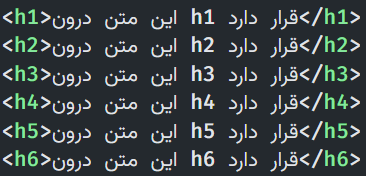 <h1>این متن درون h1 قرار دارد</h1>
<h2>این متن درون h2 قرار دارد</h2>
<h3>این متن درون h3 قرار دارد</h3>
<h4>این متن درون h4 قرار دارد</h4>
<h5>این متن درون h5 قرار دارد</h5>
<h6>این متن درون h6 قرار دارد</h6>